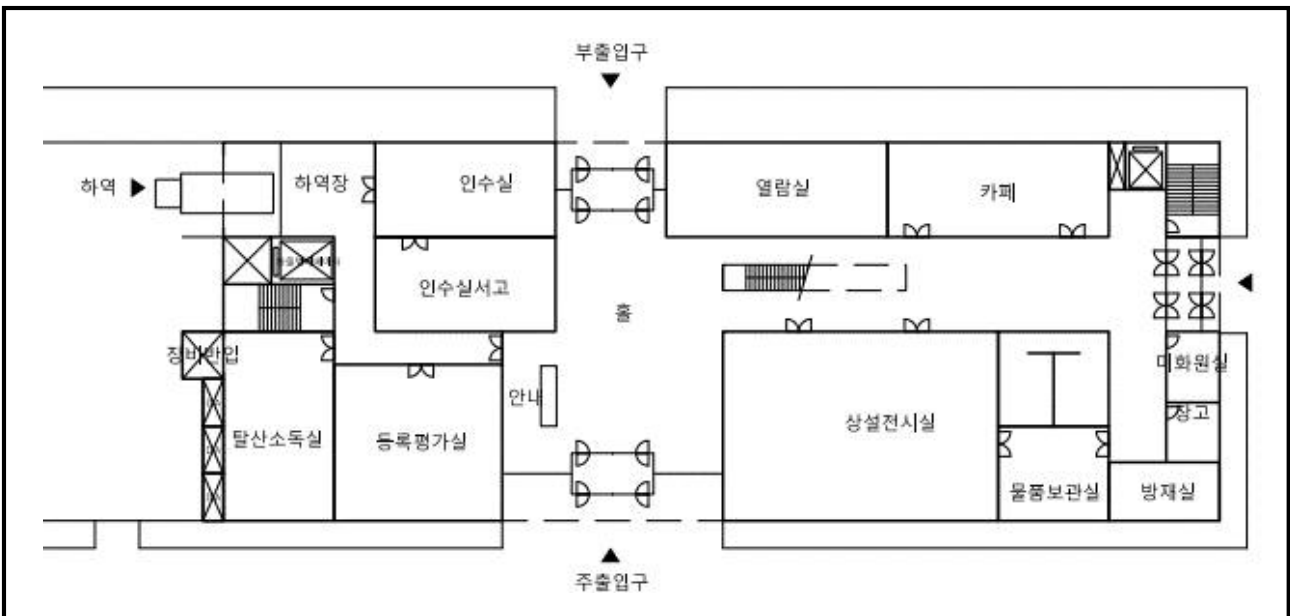 부출입구
하역
하역장
인수실
열람실
카페
인수실서고
홀
장비반입
안내
미화원실
창고
탈산소독실
등록평가실
상설전시실
물품보관실
방재실
주출입구